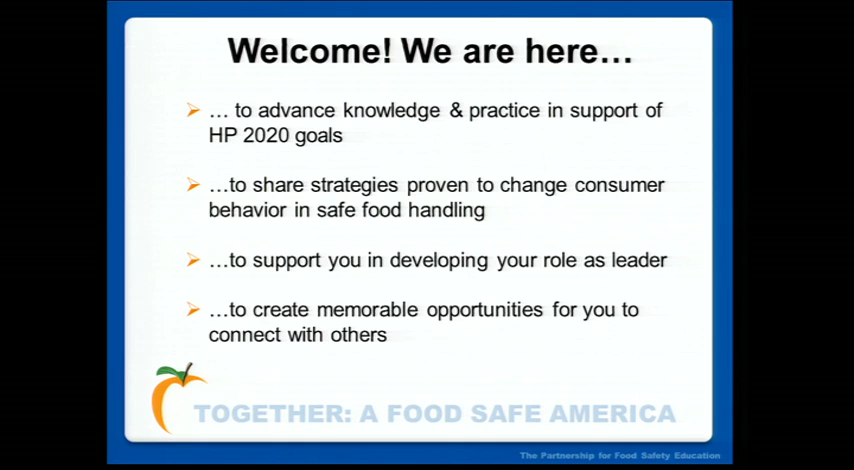 Welcome! We are here…
… to advance knowledge & practice in support of
HP 2020 goals
…to share strategies proven to change consumer
behavior in safe food handling
…to support you in developing your role as leader
…to create memorable opportunities for you to
connect with others
TOGETHER: A FOOD SAFE AMERICA
The Partnership for Food Safety Education